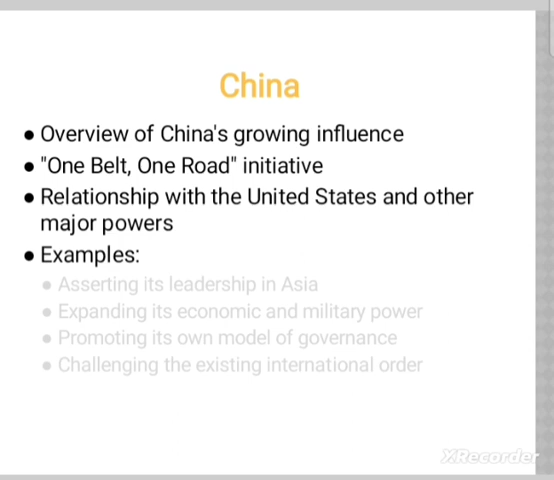 China
● Overview of China's growing influence
● "One Belt, One Road" initiative
● Relationship with the United States and other
major powers
● Examples:
● Asserting its leadership in Asia
● Expanding its economic and military power
● Promoting its own model of governance
● Challenging the existing international order
XRecorder